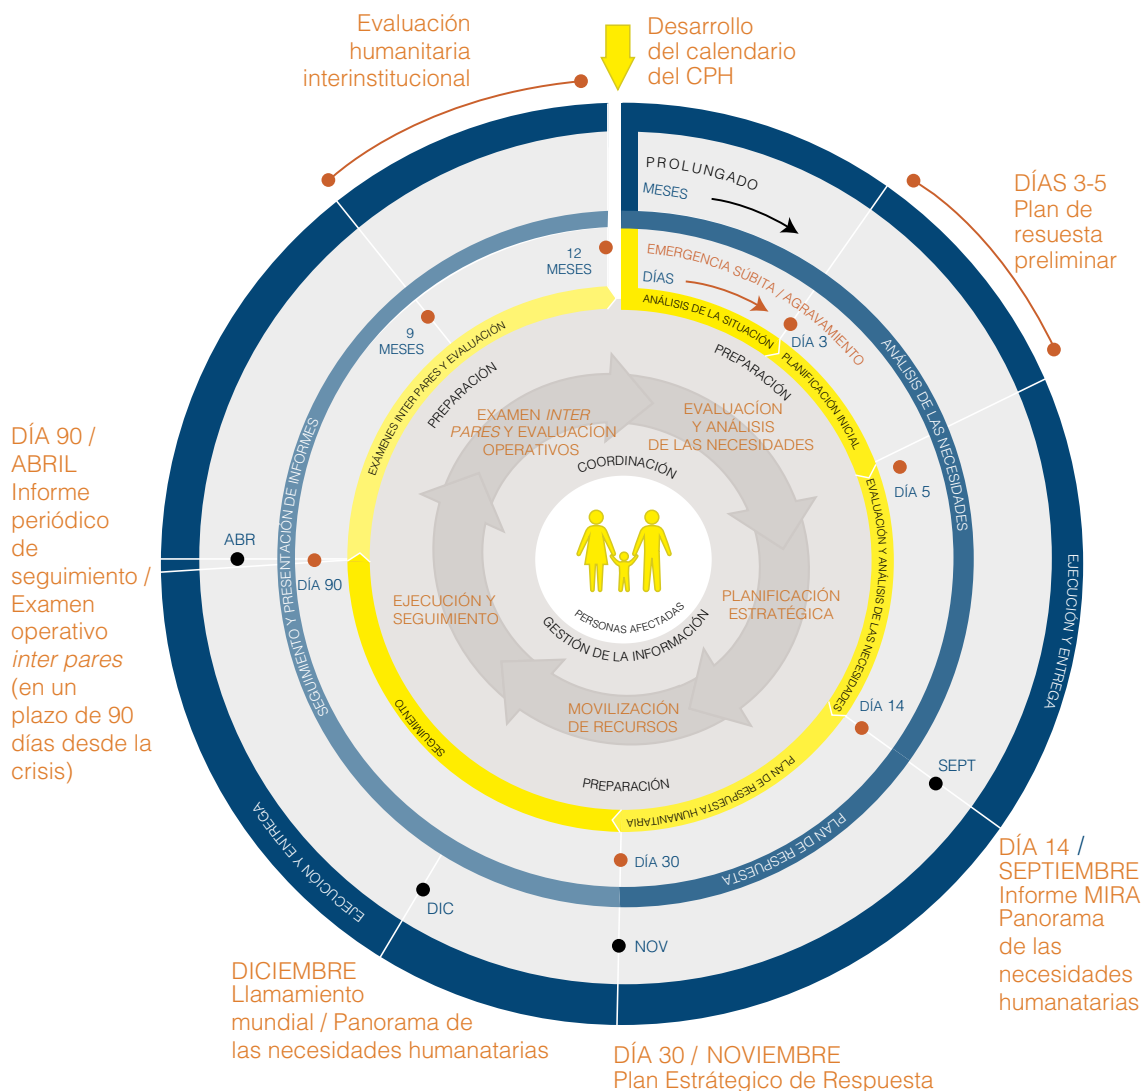 Evaluación
humanitaria
interinstitucional
Desarrollo
del calendario
del CPH
DÍAS 3-5
Plan de
resuesta
preliminar
PROLUNGADO
MESES
EMERGENCIA SÚBITA / AGRAVAMIENTO
DÍAS
ANÁLISIS DE LA SITUACIÓN
12
MESES
9
MESES
DÍA 3
PLANIFICACIÓN INICIAL
ANÁLISIS DE LAS NECESIDADES
EXÁMENES INTER PARES Y EVALUACIÓN
PREPARACIÓN
PREPARACIÓN
EXAMEN INTER
PARES Y EVALUACÍON
OPERATIVOS
EVALUACÍON
Y ANÁLISIS
DE LAS NECESIDADES
COORDINACIÓN
DÍA 5
EVALUACIÓN Y ANÁLISIS DE LAS NECESIDADES
EJECUCIÓN Y ENTREGA
DÍA 90 /
ABRIL
Informe
periódico
de
seguimiento /
Examen
operativo
inter pares
(en un
plazo de 90
días desde la
crisis)
ABR
DÍA 90
SEGUIMIENTO Y PRESENTACIÓN DE INFORMES
EJECUCIÓN Y
SEGUIMIENTO
PLANIFICACIÓN
ESTRATÉGICA
PERSONAS AFECTADAS
GESTIÓN DE LA INFORMACIÓN
MOVILIZACIÓN
DE RECURSOS
PREPARACIÓN
SEGUIMIENTO
PLAN DE RESPUESTA HUMANITARIA
DÍA 14
SEPT
PLAN DE RESPUESTA
DÍA 30
DIC
NOV
EJECUCIÓN Y ENTREGA
DÍA 14 /
SEPTIEMBRE
Informe MIRA
Panorama
de las
necesidades
humanatarias
DICIEMBRE
Llamamiento
mundial / Panorama de
las necesidades humanatarias
DÍA 30 / NOVIEMBRE
Plan Estrátegico de Respuesta